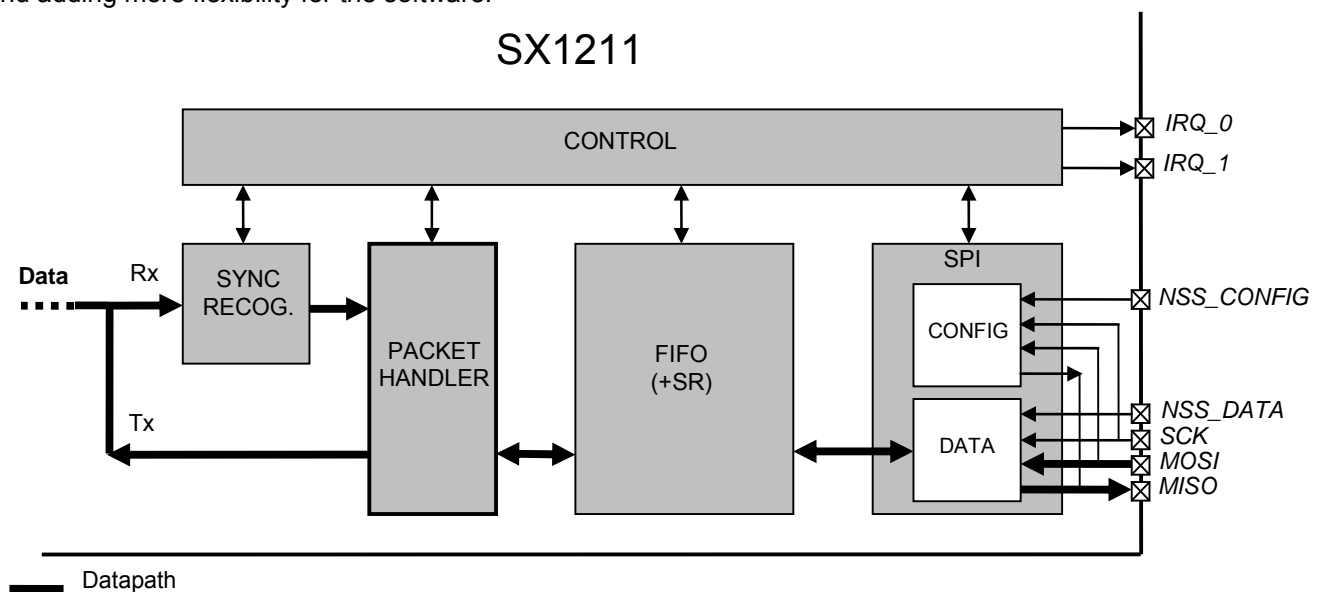 nd adding more flexibility for the software.
SX1211
CONTROL
IRQ_0
IRQ_1
Data
Rx
SYNC
RECOG.
PACKET
HANDLER
FIFO
(+SR)
SPI
CONFIG
DATA
NSS_CONFIG
Tx
NSS_DATA
SCK
MOSI
MISO
Datapath